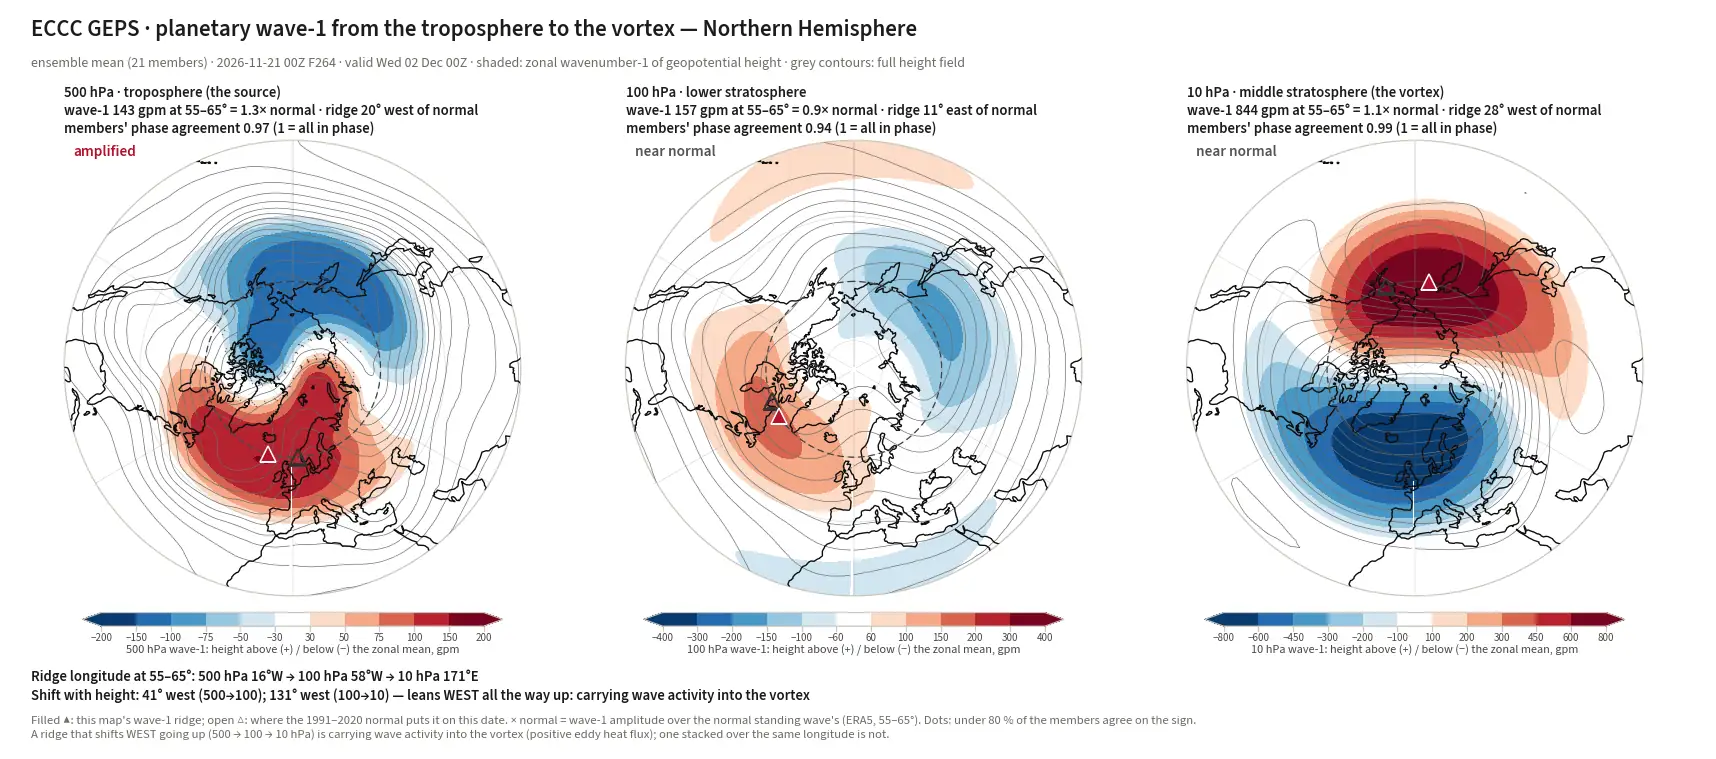 ECCC GEPS · planetary wave-1 from the troposphere to the vortex — Northern Hemisphere
ensemble mean (21 members) · 2026-11-21 00Z F264 · valid Wed 02 Dec 00Z · shaded: zonal wavenumber-1 of geopotential height · grey contours: full height field
500 hPa · troposphere (the source)
wave-1 143 gpm at 55–65° = 1.3× normal · ridge 20° west of normal
members' phase agreement 0.97 (1 = all in phase)
amplified
100 hPa · lower stratosphere
wave-1 157 gpm at 55–65° = 0.9× normal · ridge 11° east of normal
members' phase agreement 0.94 (1 = all in phase)
near normal
10 hPa · middle stratosphere (the vortex)
wave-1 844 gpm at 55–65° = 1.1× normal · ridge 28° west of normal
members' phase agreement 0.99 (1 = all in phase)
near normal
−200 −150 −100 −75 −50 −30 30 50 75 100 150 200
500 hPa wave-1: height above (+) / below (−) the zonal mean, gpm
−400 −300 −200 −150 −100 −60 60 100 150 200 300 400
100 hPa wave-1: height above (+) / below (−) the zonal mean, gpm
−800 −600 −450 −300 −200 −100 100 200 300 450 600 800
10 hPa wave-1: height above (+) / below (−) the zonal mean, gpm
Ridge longitude at 55–65°: 500 hPa 16°W → 100 hPa 58°W → 10 hPa 171°E
Shift with height: 41° west (500→100); 131° west (100→10) — leans WEST all the way up: carrying wave activity into the vortex
Filled ▲: this map's wave-1 ridge; open △: where the 1991–2020 normal puts it on this date. × normal = wave-1 amplitude over the normal standing wave's (ERA5, 55–65°). Dots: under 80 % of the members agree on the sign.
A ridge that shifts WEST going up (500 → 100 → 10 hPa) is carrying wave activity into the vortex (positive eddy heat flux); one stacked over the same longitude is not.